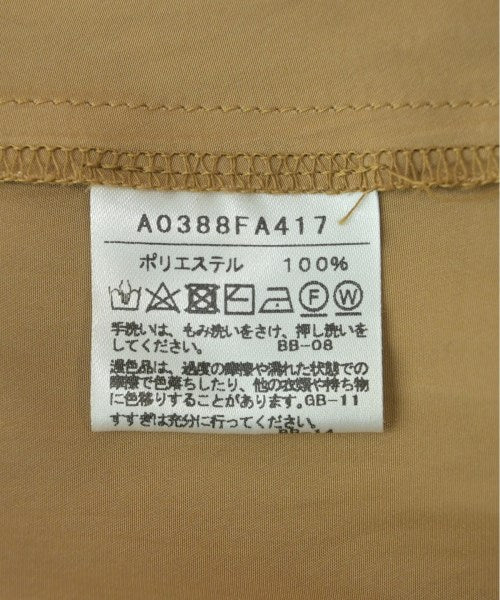 A0388FA417
ポリエステル 100%
F W
手洗いは、もみ洗いをさけ、押し洗いを
してください。 BB-08
濃色品は、過度の摩擦や濡れた状態での
摩擦で色落ちしたり、他の衣類や持ち物
に色移りすることがあります。GB-11
すすぎは充分に行ってください。